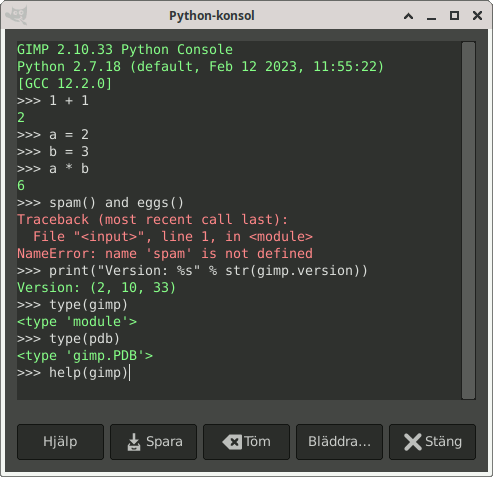 Python-konsol
GIMP 2.10.33 Python Console
Python 2.7.18 (default, Feb 12 2023, 11:55:22)
[GCC 12.2.0]
>>> 1 + 1
2
>>> a = 2
>>> b = 3
>>> a * b
6
>>> spam() and eggs()
Traceback (most recent call last):
  File "<input>", line 1, in <module>
NameError: name 'spam' is not defined
>>> print("Version: %s" % str(gimp.version))
Version: (2, 10, 33)
>>> type(gimp)
<type 'module'>
>>> type(pdb)
<type 'gimp.PDB'>
>>> help(gimp)
Hjälp
Spara
Töm
Bläddra...
Stäng